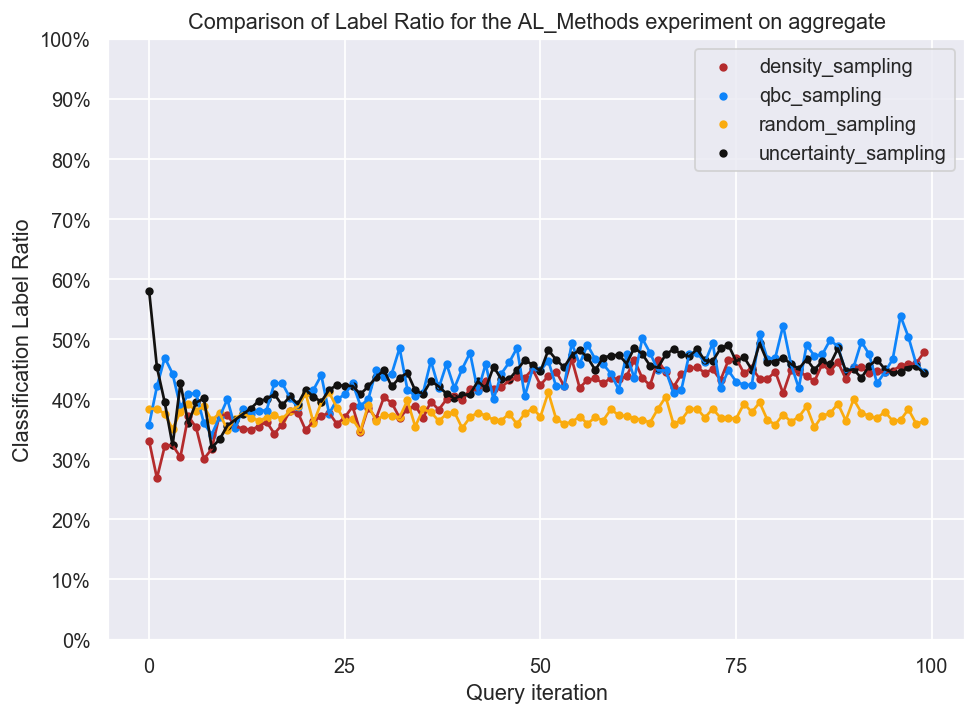 Comparison of Label Ratio for the AL_Methods experiment on aggregate
100%
90%
80%
70%
60%
50%
40%
30%
20%
10%
0%
Classification Label Ratio
density_sampling
qbc_sampling
random_sampling
uncertainty_sampling
0
25
50
75
100
Query iteration